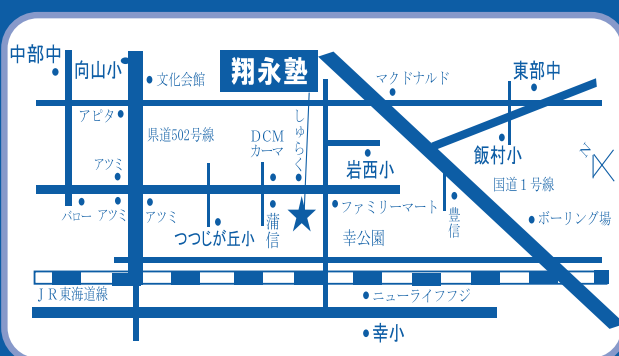 中部中
向山小
文化会館
翔永塾
マクドナルド
東部中
アピタ
県道502号線
DCM
カーマ
しゅらく
飯村小
岩西小
アツミ
国道1号線
N
バロー
アツミ
アツミ
つつじが丘小
蒲信
ファミリーマート
豊信
ボーリング場
幸公園
JR東海道線
ニューライフフジ
幸小